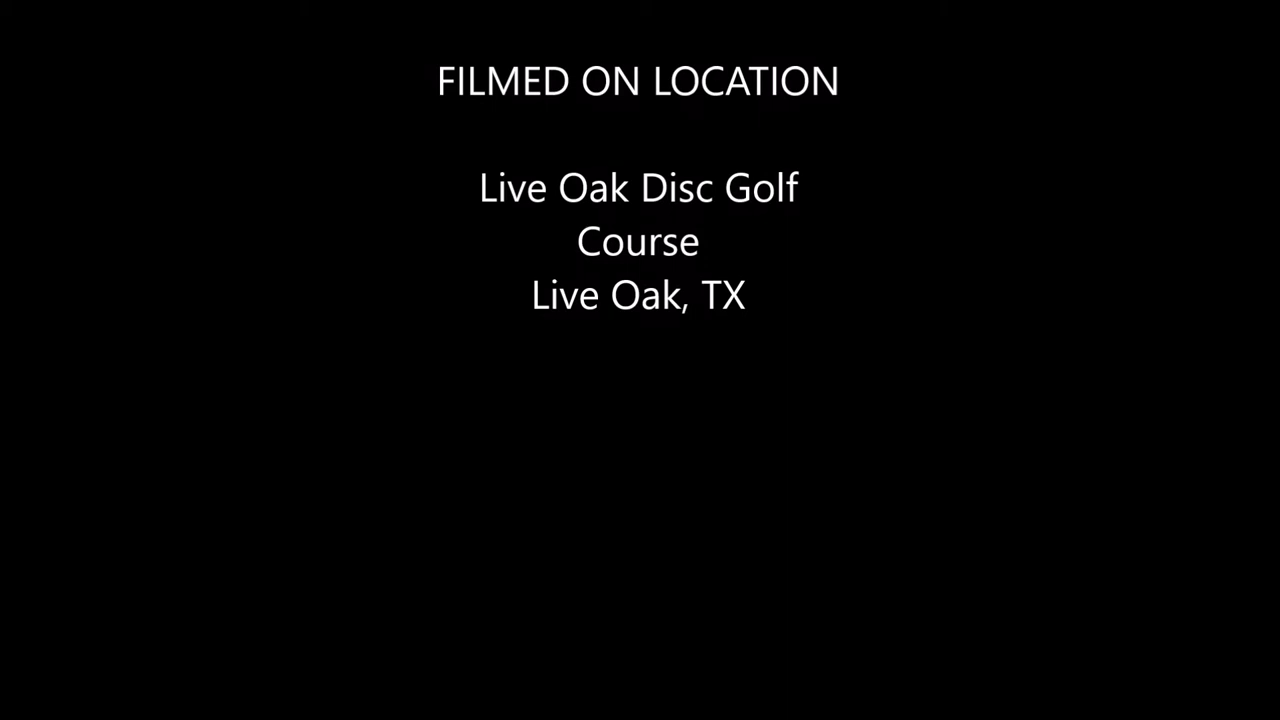 FILMED ON LOCATION
Live Oak Disc Golf
Course
Live Oak, TX